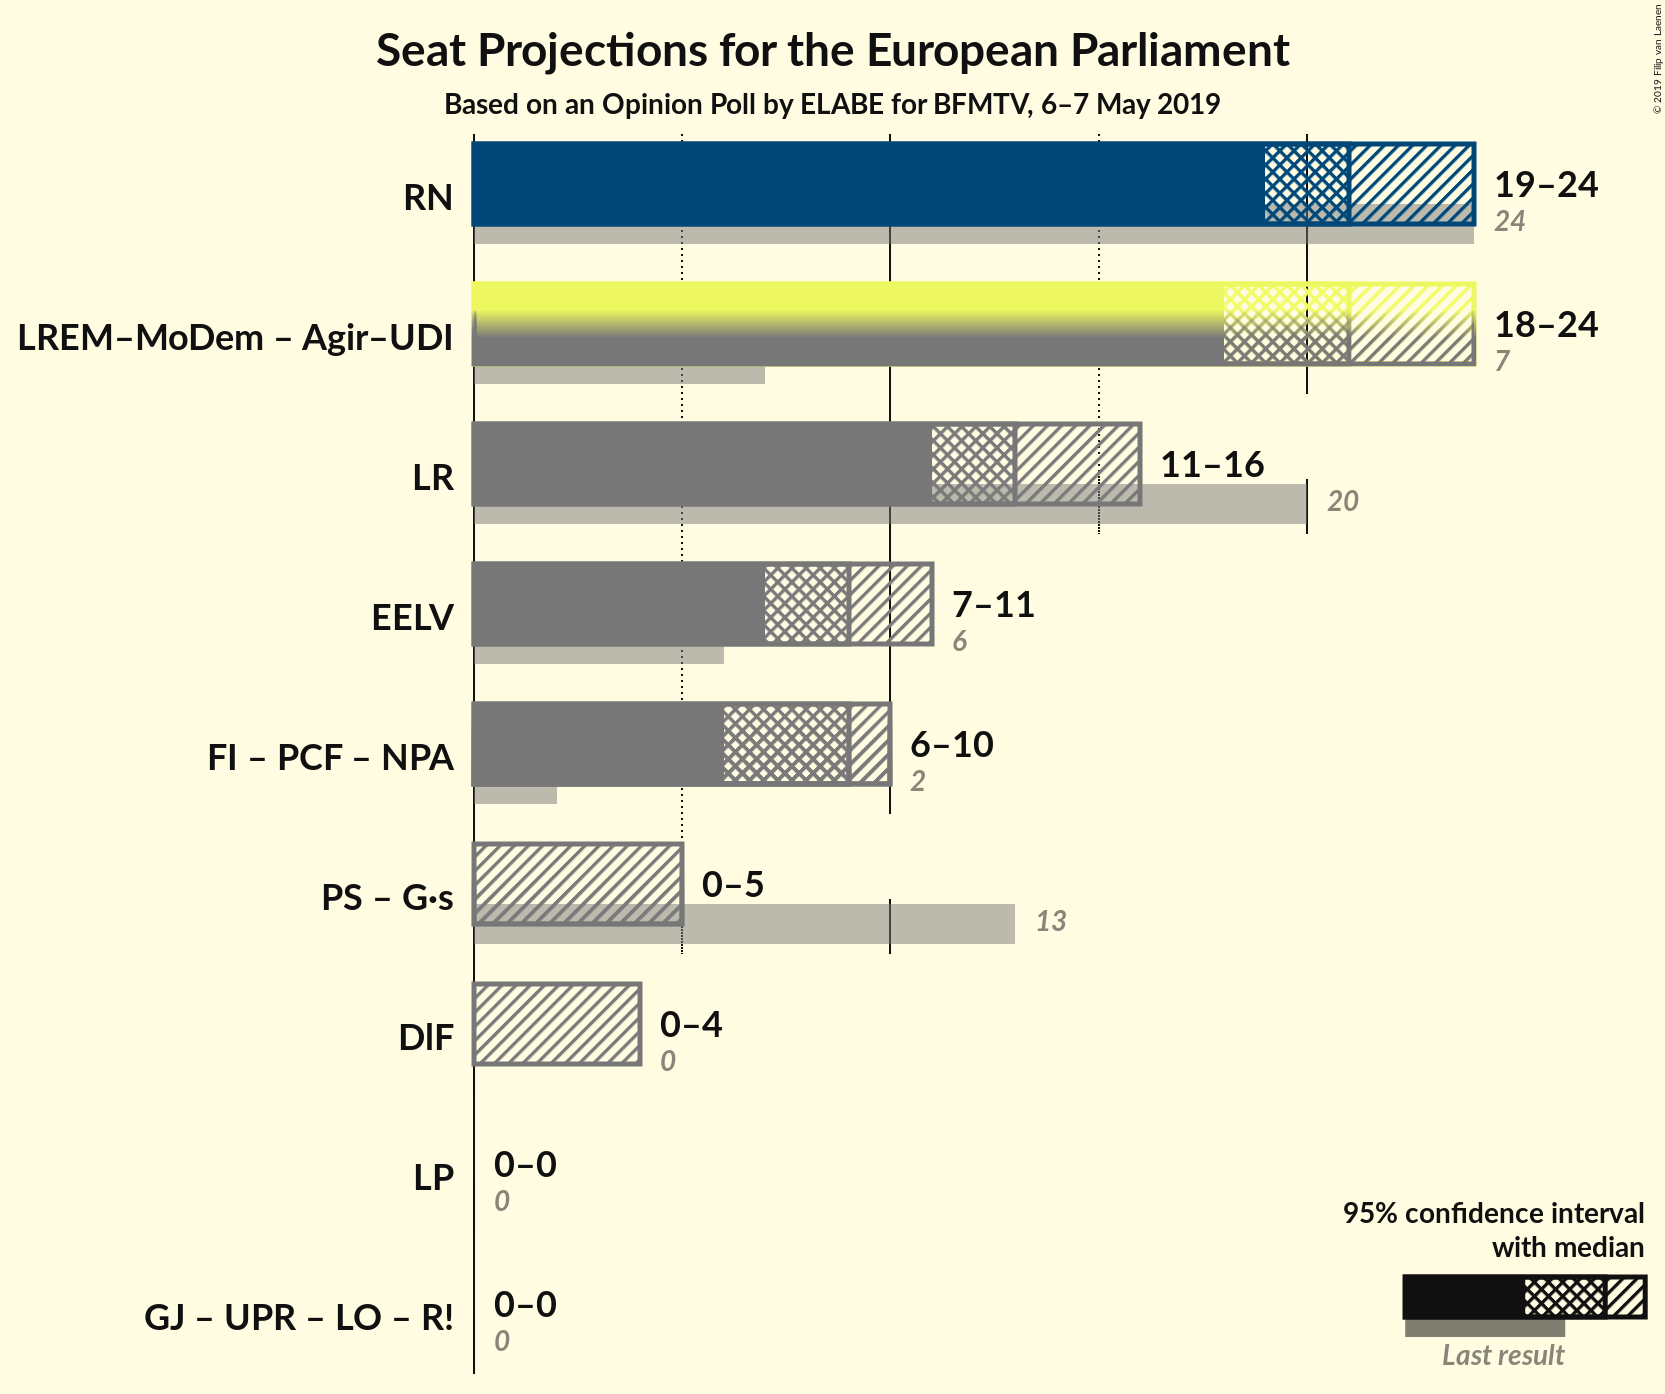 Seat Projections for the European Parliament
Based on an Opinion Poll by ELABE for BFMTV, 6–7 May 2019
© 2019 Filip van Laenen
RN
19–24
24
LREM–MoDem – Agir–UDI
18–24
7
LR
11–16
20
EELV
7–11
6
FI – PCF – NPA
6–10
2
PS – G·s
0–5
13
DlF
0–4
0
LP
0–0
0
GJ – UPR – LO – R!
0–0
0
95% confidence interval
with median
Last result